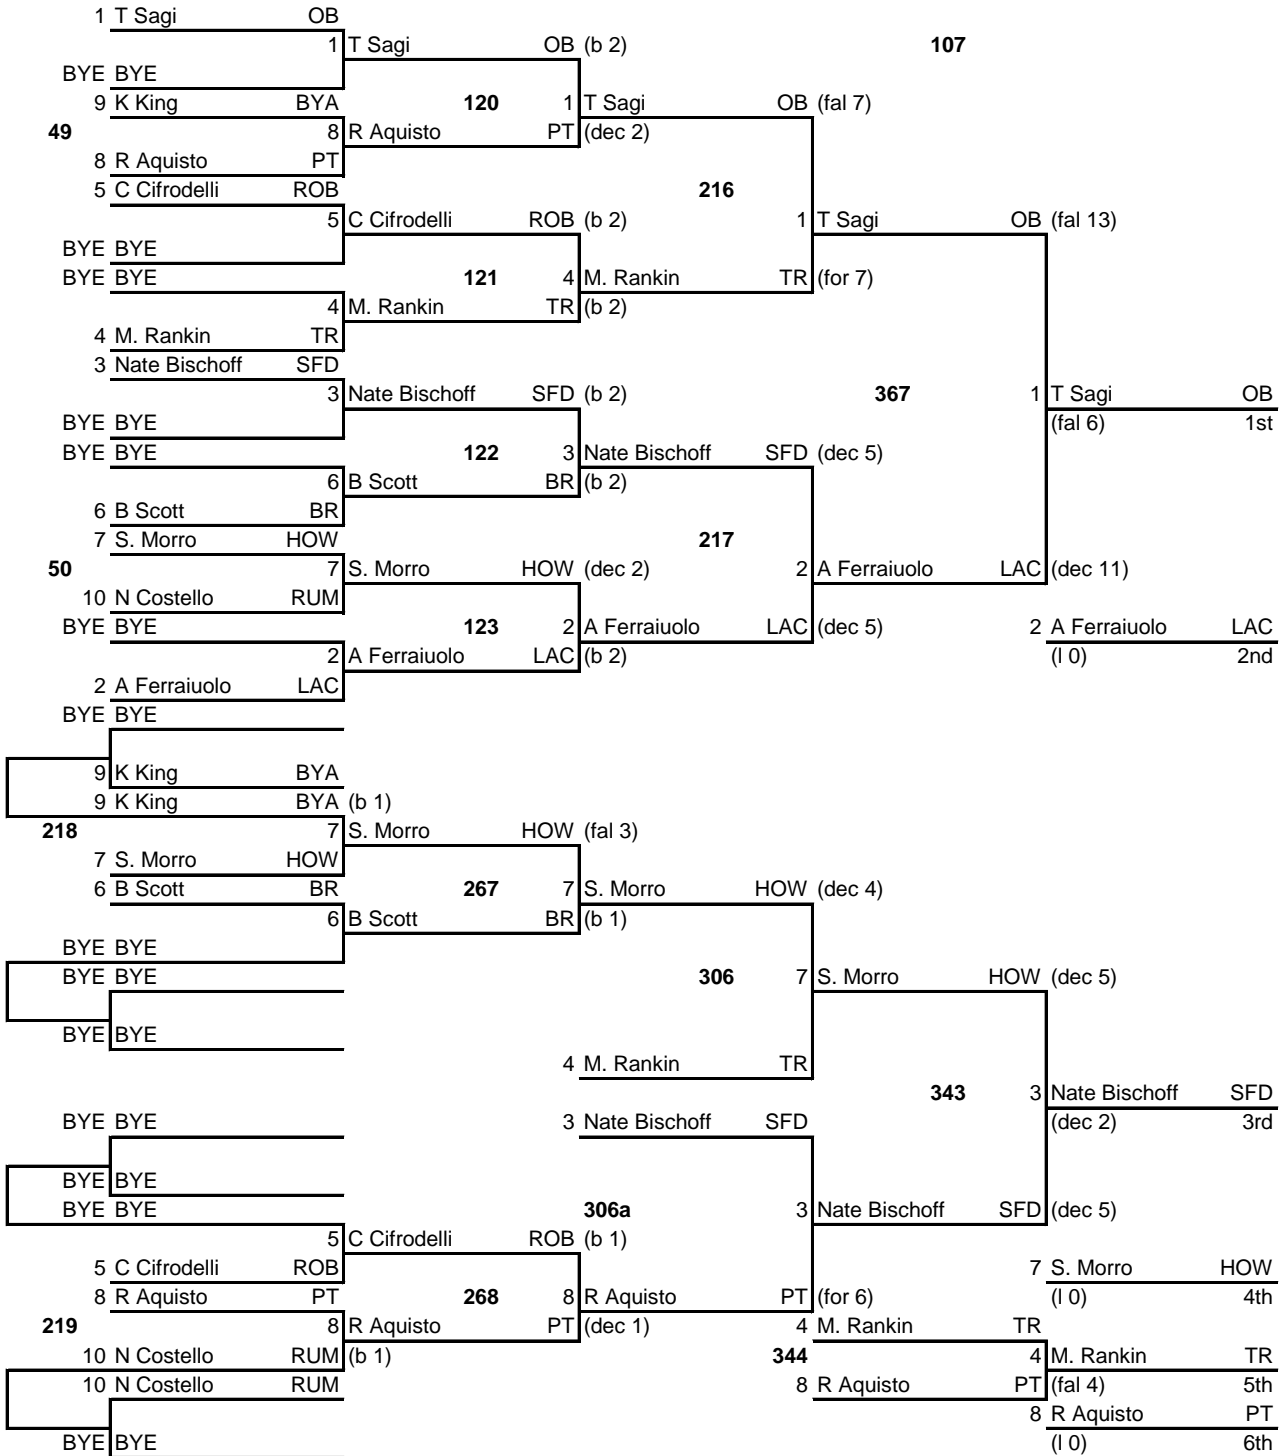 1 T Sagi OB
1 T Sagi OB (b 2) 107
BYE BYE
9 K King BYA 120 1 T Sagi OB (fal 7)
49 8 R Aquisto PT (dec 2)
8 R Aquisto PT
5 C Cifrodelli ROB 216
5 C Cifrodelli ROB (b 2) 1 T Sagi OB (fal 13)
BYE BYE
BYE BYE 121 4 M. Rankin TR (for 7)
4 M. Rankin TR (b 2)
4 M. Rankin TR
3 Nate Bischoff SFD
3 Nate Bischoff SFD (b 2) 367 1 T Sagi OB
BYE BYE (fal 6) 1st
BYE BYE 122 3 Nate Bischoff SFD (dec 5)
6 B Scott BR (b 2)
6 B Scott BR
7 S. Morro HOW 217
50 7 S. Morro HOW (dec 2) 2 A Ferraiuolo LAC (dec 11)
10 N Costello RUM
BYE BYE 123 2 A Ferraiuolo LAC (dec 5) 2 A Ferraiuolo LAC
2 A Ferraiuolo LAC (b 2) (l 0) 2nd
2 A Ferraiuolo LAC
BYE BYE
9 K King BYA
9 K King BYA (b 1)
218 7 S. Morro HOW (fal 3)
7 S. Morro HOW
6 B Scott BR 267 7 S. Morro HOW (dec 4)
6 B Scott BR (b 1)
BYE BYE
BYE BYE 306 7 S. Morro HOW (dec 5)
BYE BYE
4 M. Rankin TR
343 3 Nate Bischoff SFD
BYE BYE 3 Nate Bischoff SFD (dec 2) 3rd
BYE BYE
BYE BYE 306a 3 Nate Bischoff SFD (dec 5)
5 C Cifrodelli ROB (b 1)
5 C Cifrodelli ROB 7 S. Morro HOW
8 R Aquisto PT 268 8 R Aquisto PT (for 6) (l 0) 4th
219 8 R Aquisto PT (dec 1) 4 M. Rankin TR
10 N Costello RUM (b 1) 344 4 M. Rankin TR
10 N Costello RUM 8 R Aquisto PT (fal 4) 5th
8 R Aquisto PT
BYE BYE (l 0) 6th